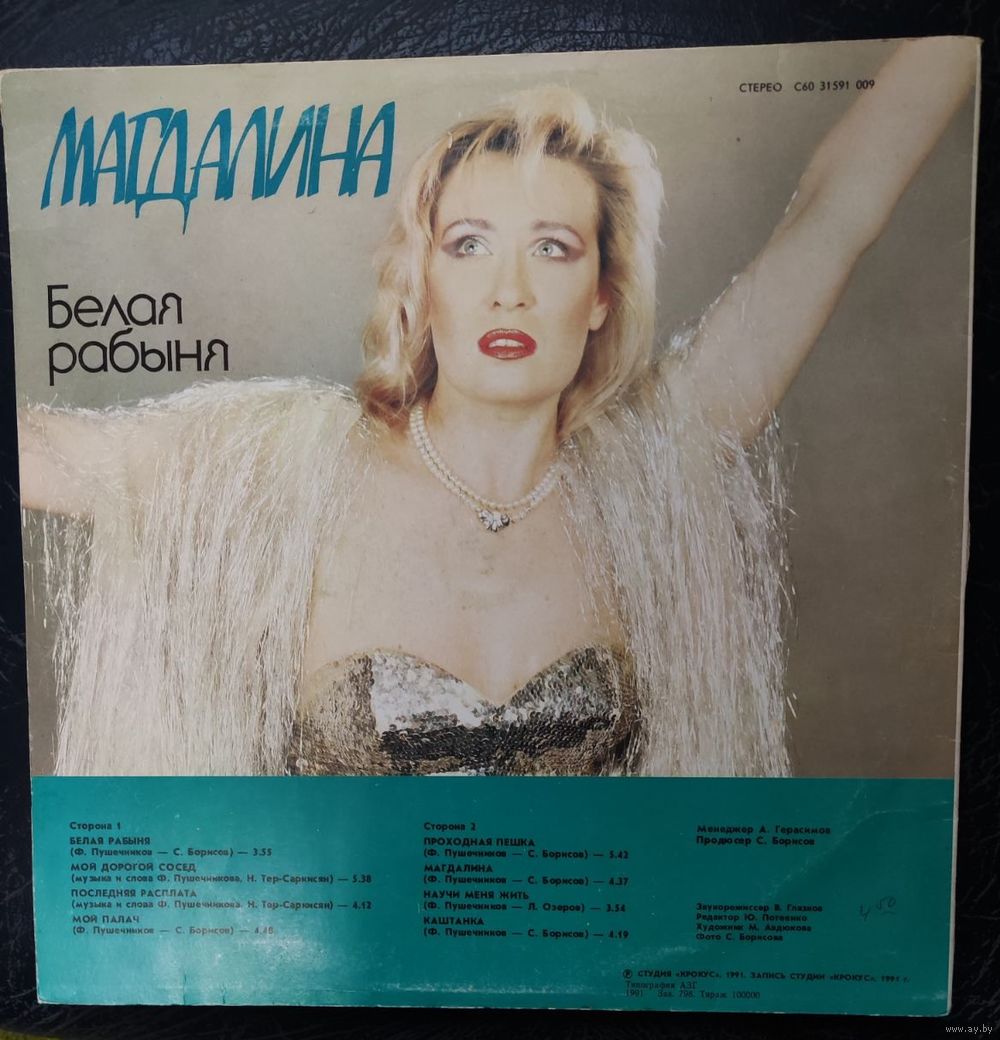 СТЕРЕО С60 31591 009
МАГДАЛИНА
Белая
рабыня
Сторона 1
БЕЛАЯ РАБЫНЯ
(Ф. Пушечников — С. Борисов) — 3.55
МОЙ ДОРОГОЙ СОСЕД
(музыка и слова Ф. Пушечникова, Н. Тер-Саркисян) — 5.38
ПОСЛЕДНЯЯ РАСПЛАТА
(музыка и слова Ф. Пушечникова, Н. Тер-Саркисян) — 4.12
МОЙ ПАЛАЧ
(Ф. Пушечников — С. Борисов) — 4.48
Сторона 2
ПРОХОДНАЯ ПЕШКА
(Ф. Пушечников — С. Борисов) — 5.42
МАГДАЛИНА
(Ф. Пушечников — С. Борисов) — 4.37
НАУЧИ МЕНЯ ЖИТЬ
(Ф. Пушечников — Л. Озеров) — 3.54
КАШТАНКА
(Ф. Пушечников — С. Борисов) — 4.19
Менеджер А. Герасимов
Продюсер С. Борисов
Звукорежиссер В. Глазков
Редактор Ю. Потеенко
Художник М. Авдюкова
Фото С. Борисова
4 50
℗ СТУДИЯ «КРОКУС», 1991. ЗАПИСЬ СТУДИИ «КРОКУС», 1991 г.
Типография АЗГ
1991 Зак. 798. Тираж 100000
www.ay.by